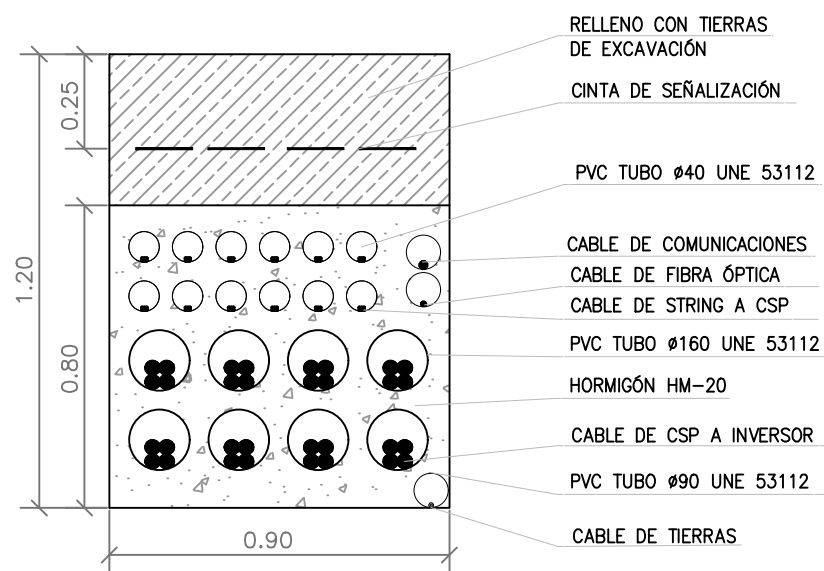 RELLENO CON TIERRAS
DE EXCAVACIÓN
CINTA DE SEÑALIZACIÓN
PVC TUBO ø40 UNE 53112
CABLE DE COMUNICACIONES
CABLE DE FIBRA ÓPTICA
CABLE DE STRING A CSP
PVC TUBO ø160 UNE 53112
HORMIGÓN HM-20
CABLE DE CSP A INVERSOR
PVC TUBO ø90 UNE 53112
CABLE DE TIERRAS
0.25
1.20
0.80
0.90